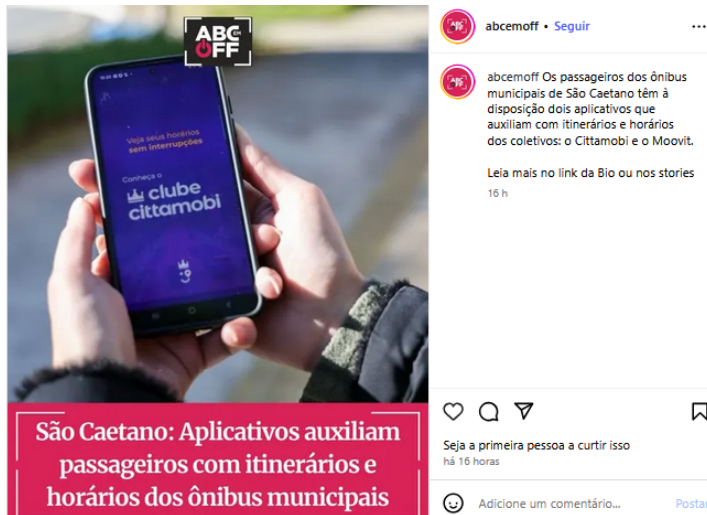 ABC EM
OFF
Veja seus horários
sem interrupções
Conheça o
clube
cittamobi
São Caetano: Aplicativos auxiliam
passageiros com itinerários e
horários dos ônibus municipais
abcemoff • Seguir
abcemoff Os passageiros dos ônibus
municipais de São Caetano têm à
disposição dois aplicativos que
auxiliam com itinerários e horários
dos coletivos: o Cittamobi e o Moovit.
Leia mais no link da Bio ou nos stories
16 h
Seja a primeira pessoa a curtir isso
há 16 horas
Adicione um comentário...
Postar